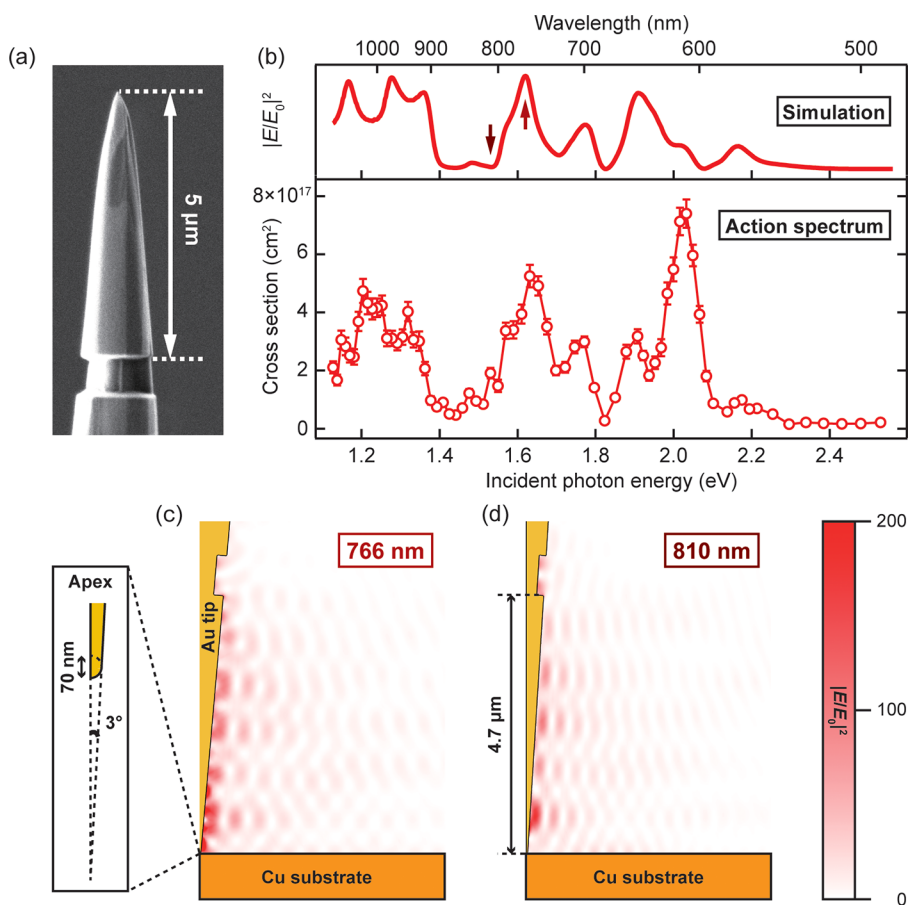 (a)
5 μm
(b)
Wavelength (nm)
1000 900 800 700 600 500
|E/E₀|²
Simulation
8×10¹⁷
6
4
2
0
Cross section (cm²)
Action spectrum
1.2 1.4 1.6 1.8 2.0 2.2 2.4
Incident photon energy (eV)
(c)
766 nm
Au tip
Cu substrate
Apex
70 nm
3°
(d)
810 nm
4.7 μm
Cu substrate
200
100
0
|E/E₀|²